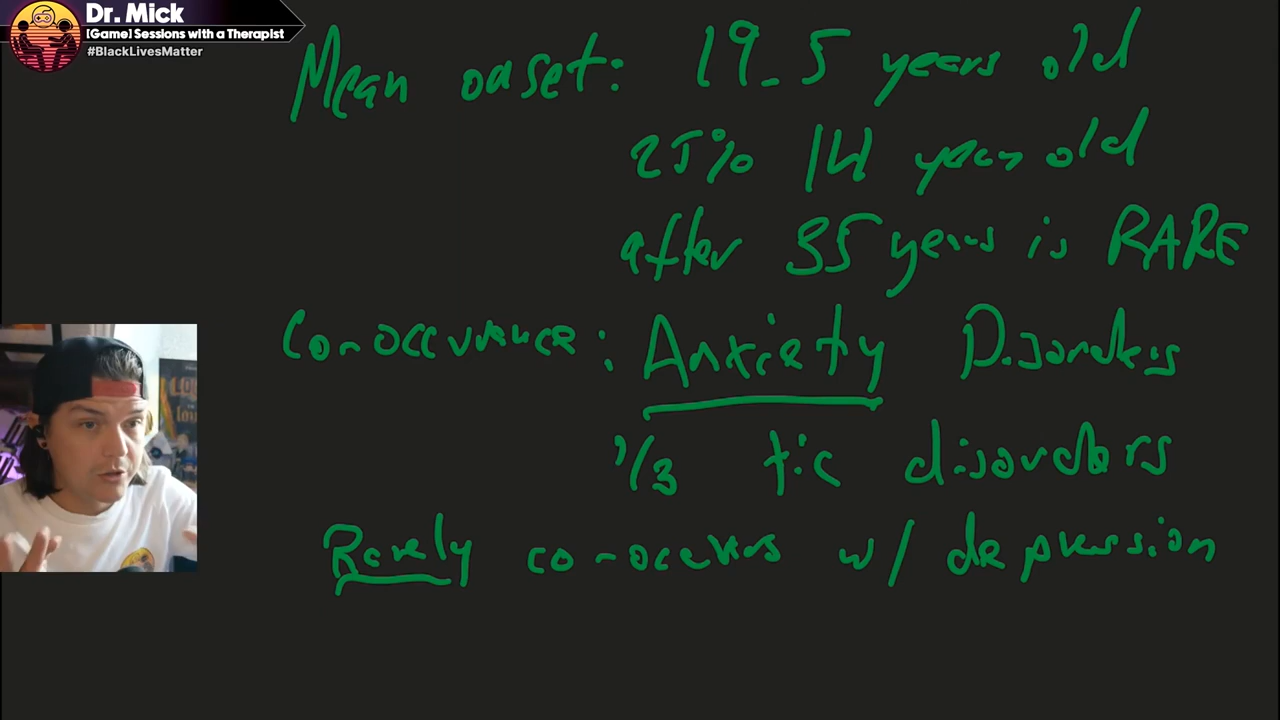 Dr. Mick
[Game] Sessions with a Therapist
#BlackLivesMatter
Mean onset: 19.5 years old
25% 14 years old
after 35 years is RARE
Co-occurrence: Anxiety Disorders
1/3 tic disorders
Rarely co-occurs w/ depression